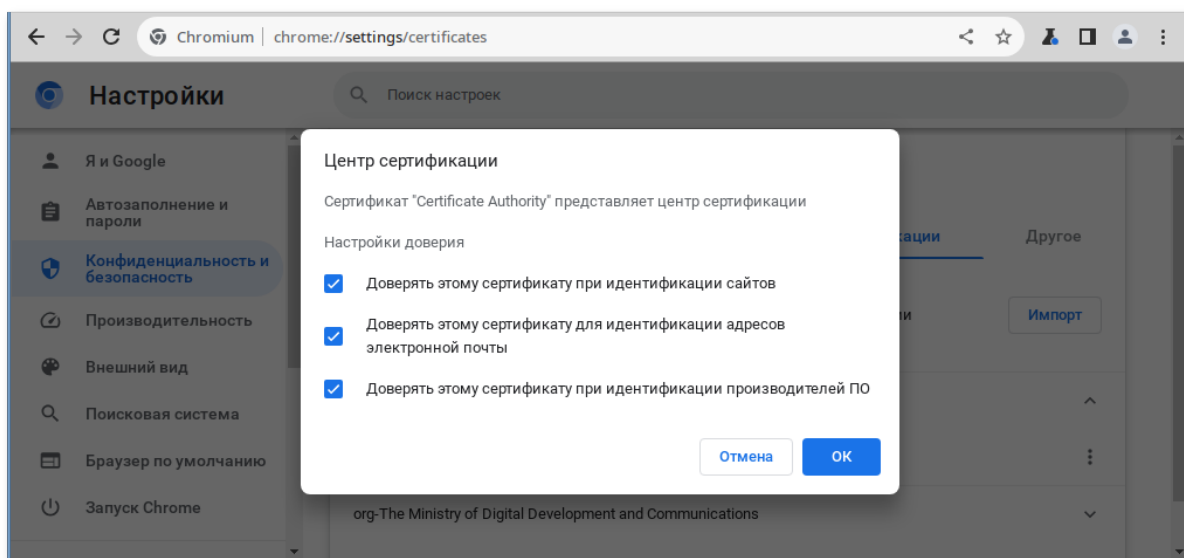 Chromium | chrome://settings/certificates
Настройки
Поиск настроек
Я и Google
Автозаполнение и
пароли
Конфиденциальность и
безопасность
Производительность
Внешний вид
Поисковая система
Браузер по умолчанию
Запуск Chrome
Центр сертификации
Сертификат "Certificate Authority" представляет центр сертификации
Настройки доверия
Доверять этому сертификату при идентификации сайтов
Доверять этому сертификату для идентификации адресов
электронной почты
Доверять этому сертификату при идентификации производителей ПО
Отмена
ОК
кации
Другое
ии
Импорт
org-The Ministry of Digital Development and Communications